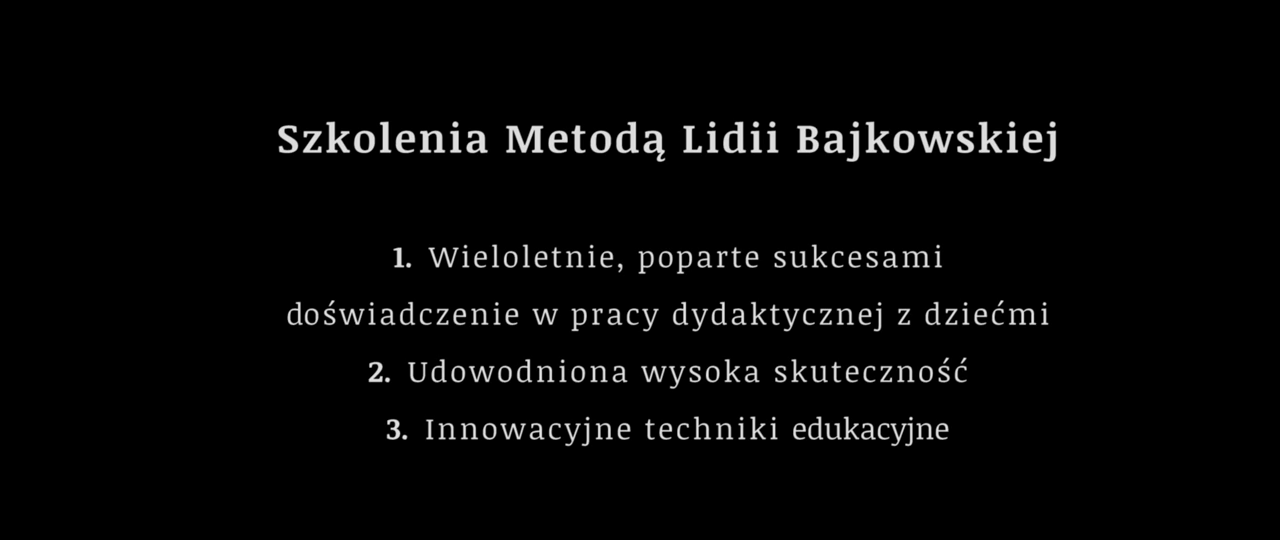 Szkolenia Metodą Lidii Bajkowskiej
1. Wieloletnie, poparte sukcesami
doświadczenie w pracy dydaktycznej z dziećmi
2. Udowodniona wysoka skuteczność
3. Innowacyjne techniki edukacyjne